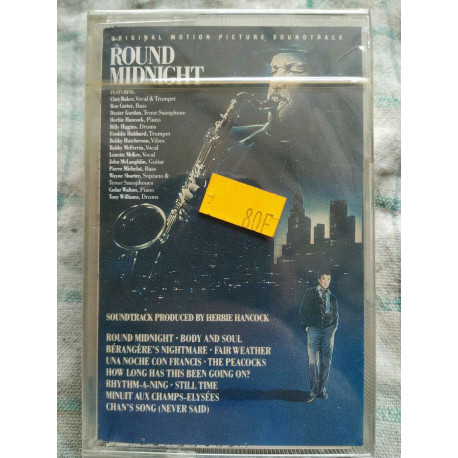 ORIGINAL MOTION PICTURE SOUNDTRACK
ROUND
MIDNIGHT
FEATURING:
Chet Baker, Vocal & Trumpet
Ron Carter, Bass
Dexter Gordon, Tenor Saxophone
Herbie Hancock, Piano
Billy Higgins, Drums
Freddie Hubbard, Trumpet
Bobby Hutcherson, Vibes
Bobby McFerrin, Vocal
Lonette McKee, Vocal
John McLaughlin, Guitar
Pierre Michelot, Bass
Wayne Shorter, Soprano &
Tenor Saxophones
Cedar Walton, Piano
Tony Williams, Drums
80F
SOUNDTRACK PRODUCED BY HERBIE HANCOCK
ROUND MIDNIGHT · BODY AND SOUL
BÉRANGÈRE'S NIGHTMARE · FAIR WEATHER
UNA NOCHE CON FRANCIS · THE PEACOCKS
HOW LONG HAS THIS BEEN GOING ON?
RHYTHM-A-NING · STILL TIME
MINUIT AUX CHAMPS-ELYSÉES
CHAN'S SONG (NEVER SAID)